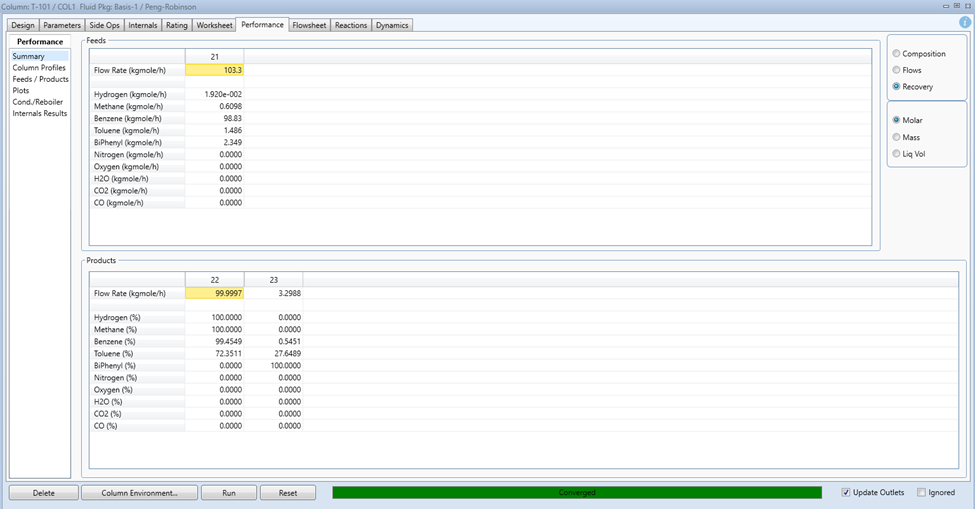 Column: T-101 / COL1 Fluid Pkg: Basis-1 / Peng-Robinson
Design Parameters Side Ops Internals Rating Worksheet Performance Flowsheet Reactions Dynamics
Performance
Summary
Column Profiles
Feeds / Products
Plots
Cond./Reboiler
Internals Results
Feeds
21
Flow Rate (kgmole/h) 103.3
Hydrogen (kgmole/h) 1.920e-002
Methane (kgmole/h) 0.6098
Benzene (kgmole/h) 98.83
Toluene (kgmole/h) 1.486
BiPhenyl (kgmole/h) 2.349
Nitrogen (kgmole/h) 0.0000
Oxygen (kgmole/h) 0.0000
H2O (kgmole/h) 0.0000
CO2 (kgmole/h) 0.0000
CO (kgmole/h) 0.0000
Composition
Flows
Recovery
Molar
Mass
Liq Vol
Products
22 23
Flow Rate (kgmole/h) 99.9997 3.2988
Hydrogen (%) 100.0000 0.0000
Methane (%) 100.0000 0.0000
Benzene (%) 99.4549 0.5451
Toluene (%) 72.3511 27.6489
BiPhenyl (%) 0.0000 100.0000
Nitrogen (%) 0.0000 0.0000
Oxygen (%) 0.0000 0.0000
H2O (%) 0.0000 0.0000
CO2 (%) 0.0000 0.0000
CO (%) 0.0000 0.0000
Delete Column Environment... Run Reset Converged Update Outlets Ignored